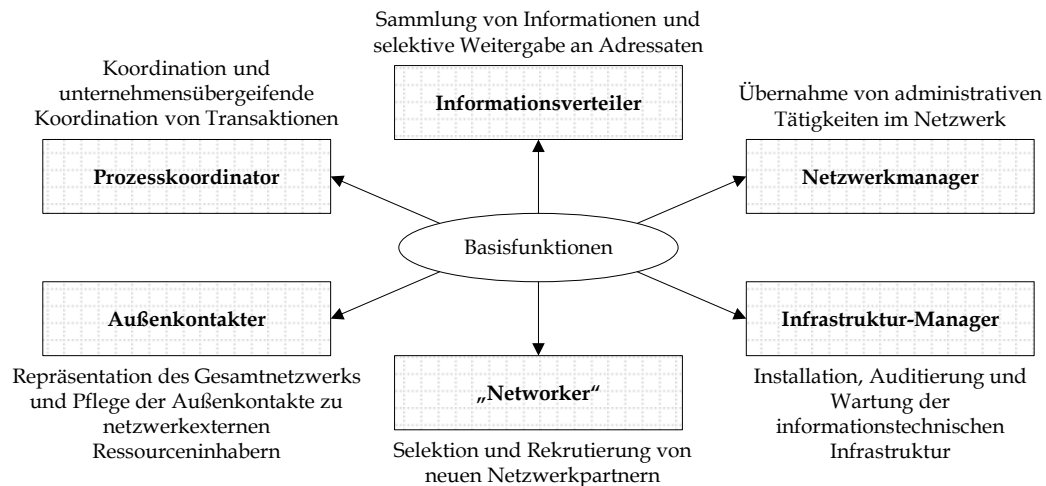 Sammlung von Informationen und
selektive Weitergabe an Adressaten
Informationsverteiler
Koordination und
unternehmensübergeifende
Koordination von Transaktionen
Prozesskoordinator
Übernahme von administrativen
Tätigkeiten im Netzwerk
Netzwerkmanager
Basisfunktionen
Außenkontakter
Repräsentation des Gesamtnetzwerks
und Pflege der Außenkontakte zu
netzwerkexternen
Ressourceninhabern
„Networker“
Selektion und Rekrutierung von
neuen Netzwerkpartnern
Infrastruktur-Manager
Installation, Auditierung und
Wartung der
informationstechnischen
Infrastruktur